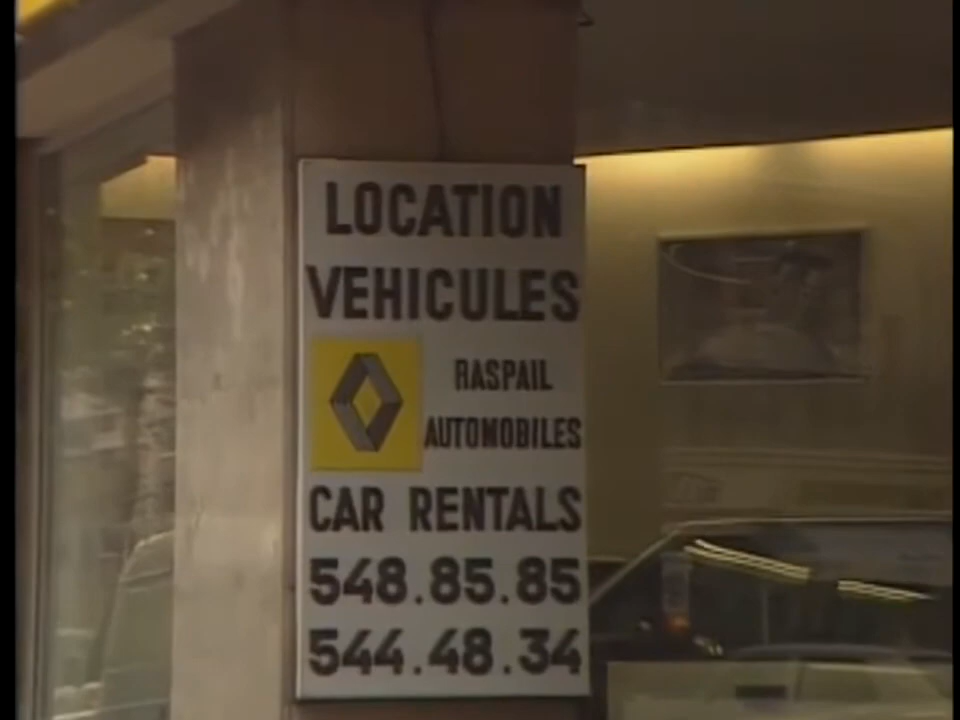 LOCATION
VEHICULES
RASPAIL
AUTOMOBILES
CAR RENTALS
548.85.85
544.48.34